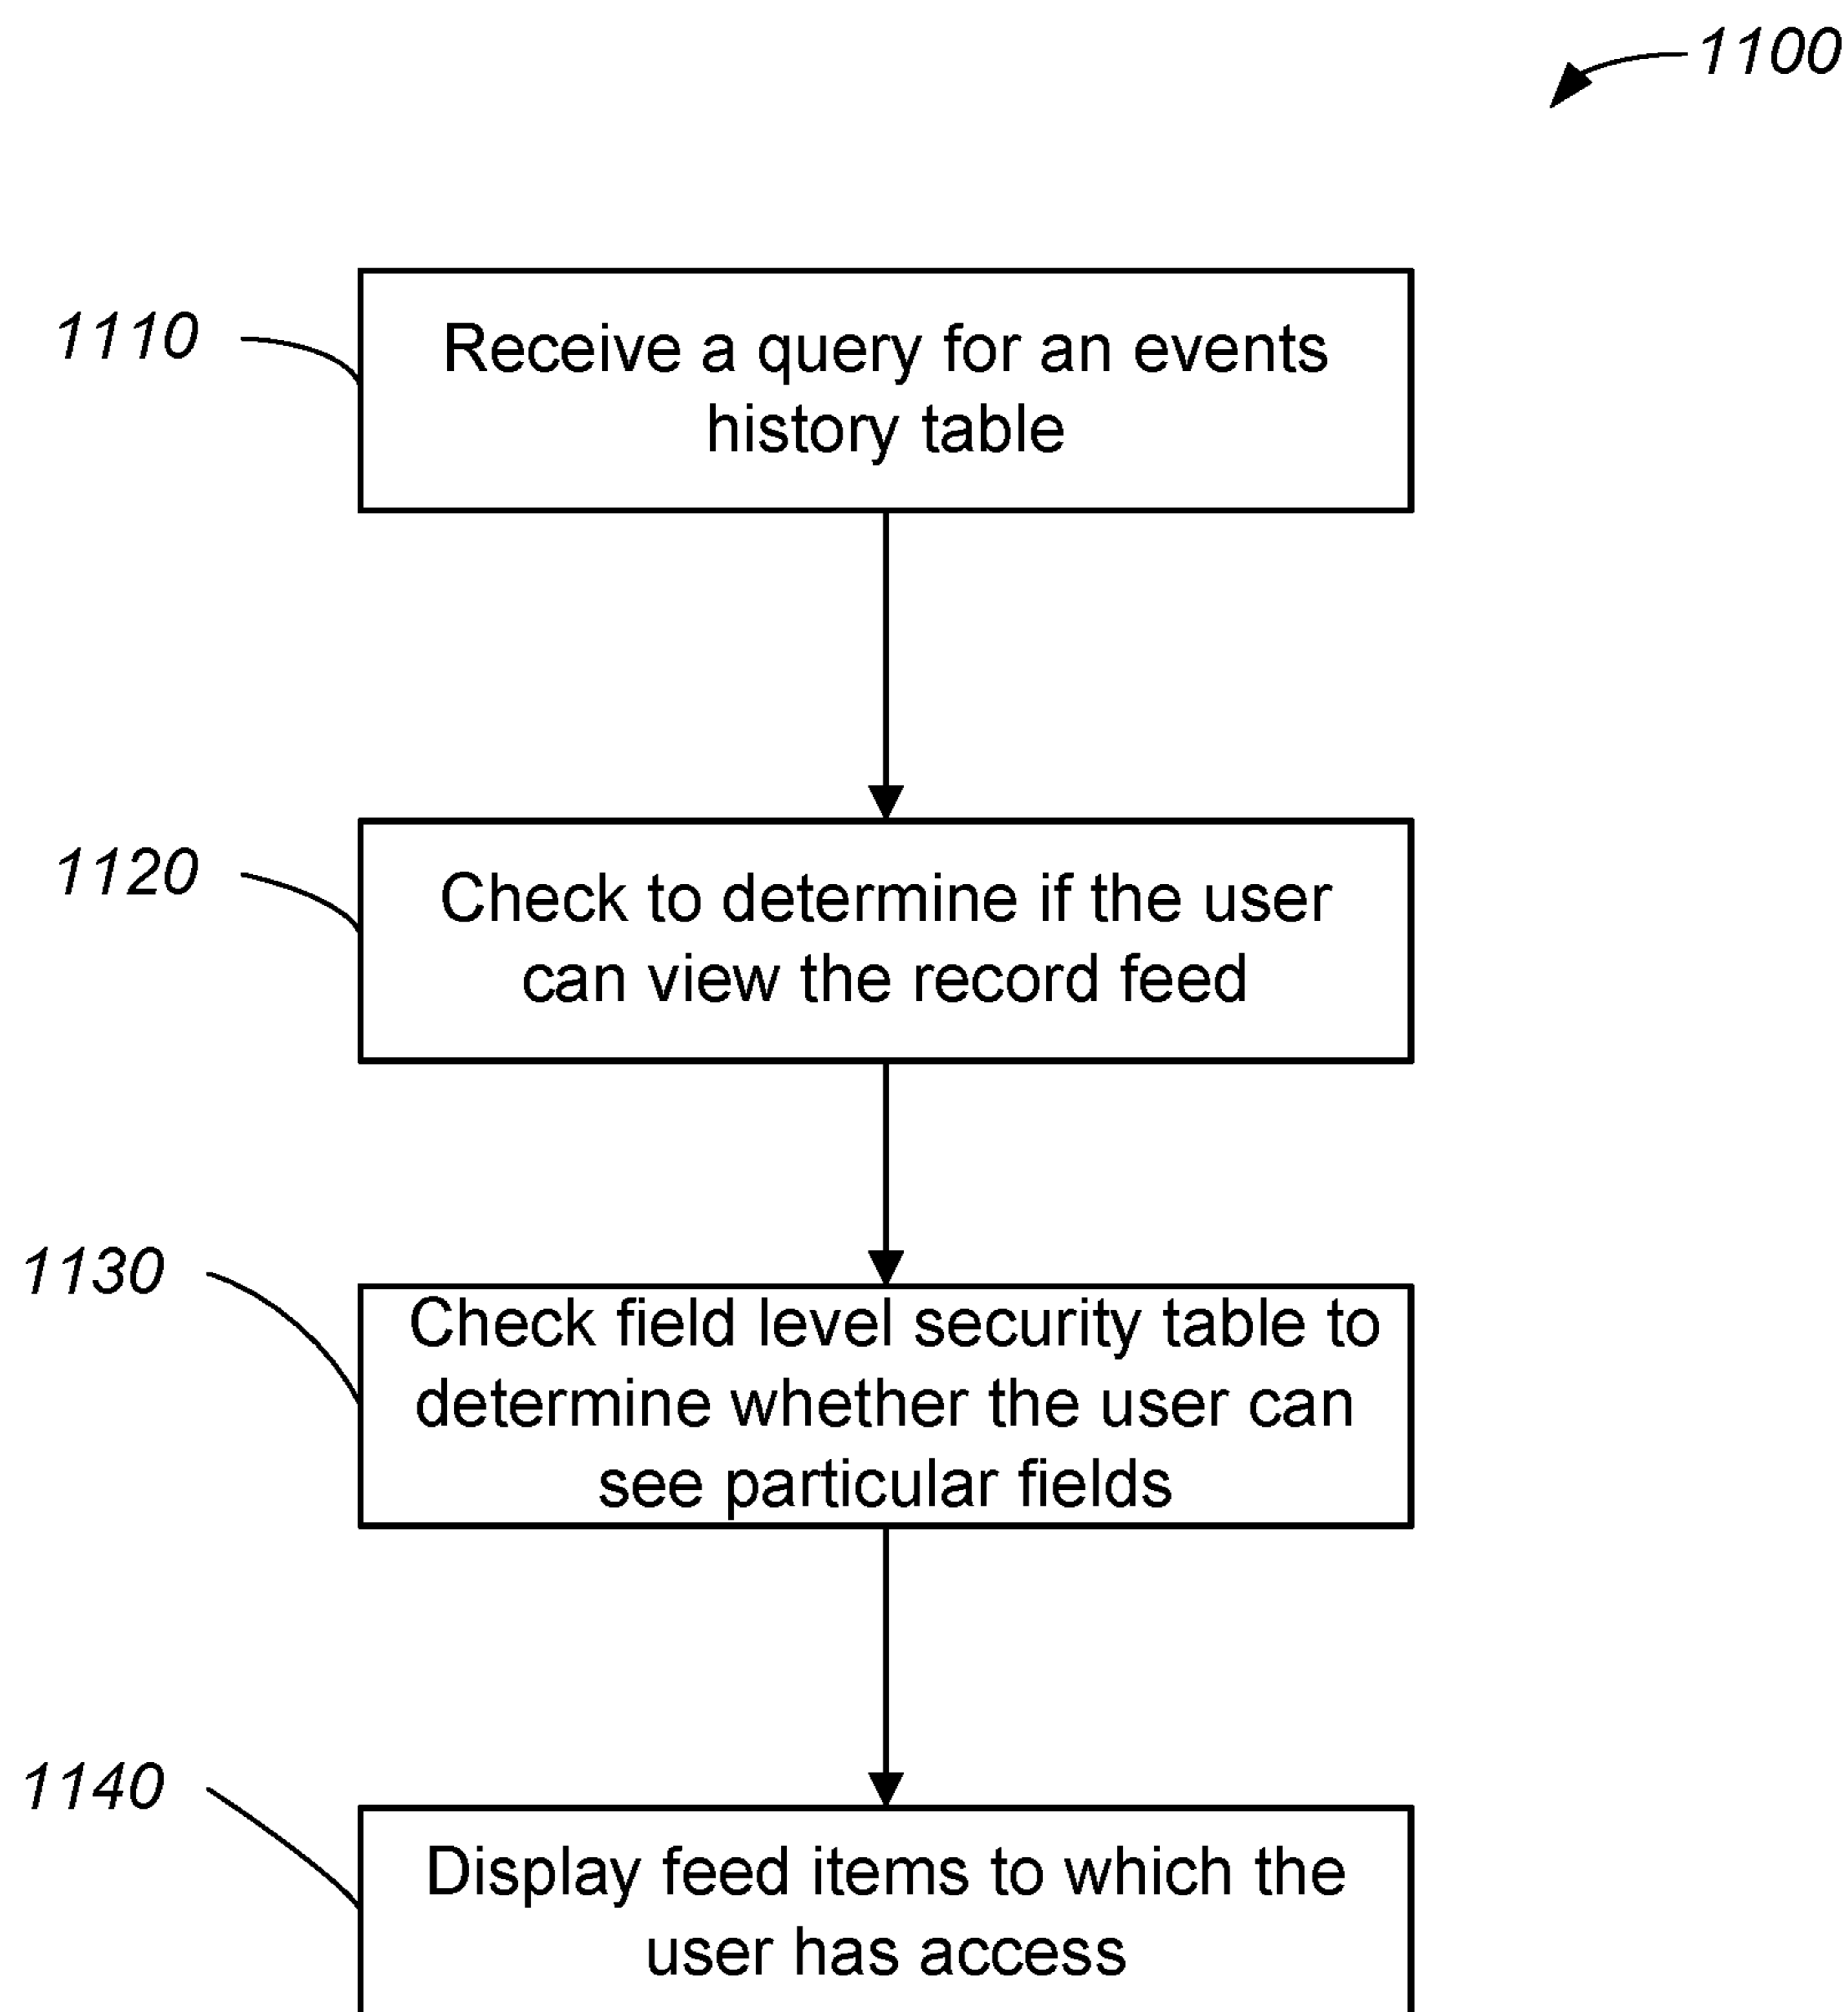 1100
1110
Receive a query for an events
history table
1120
Check to determine if the user
can view the record feed
1130
Check field level security table to
determine whether the user can
see particular fields
1140
Display feed items to which the
user has access